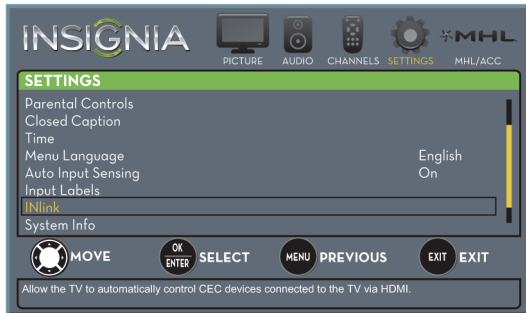 INSIGNIA
PICTURE AUDIO CHANNELS SETTINGS MHL/ACC
MHL
SETTINGS
Parental Controls
Closed Caption
Time
Menu Language English
Auto Input Sensing On
Input Labels
INlink
System Info
MOVE OK ENTER SELECT MENU PREVIOUS EXIT EXIT
Allow the TV to automatically control CEC devices connected to the TV via HDMI.